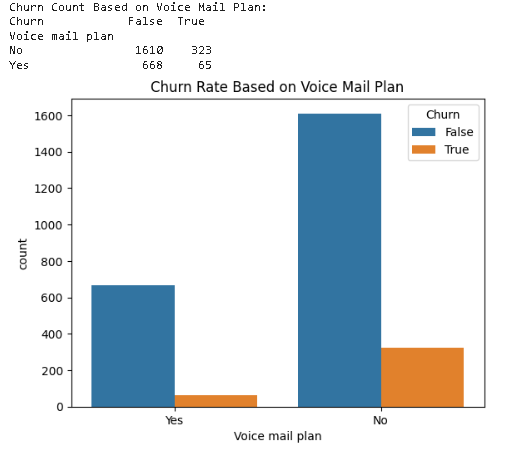 Churn Count Based on Voice Mail Plan:
Churn False True
Voice mail plan
No 1610 323
Yes 668 65
Churn Rate Based on Voice Mail Plan
Churn
False
True
1600
1400
1200
1000
800
600
400
200
0
count
Yes No
Voice mail plan